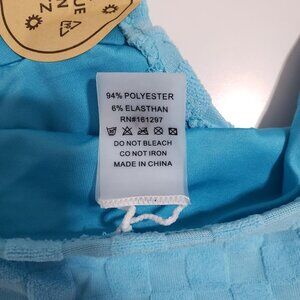 94% POLYESTER
6% ELASTHAN
RN#161297
DO NOT BLEACH
CO NOT IRON
MADE IN CHINA